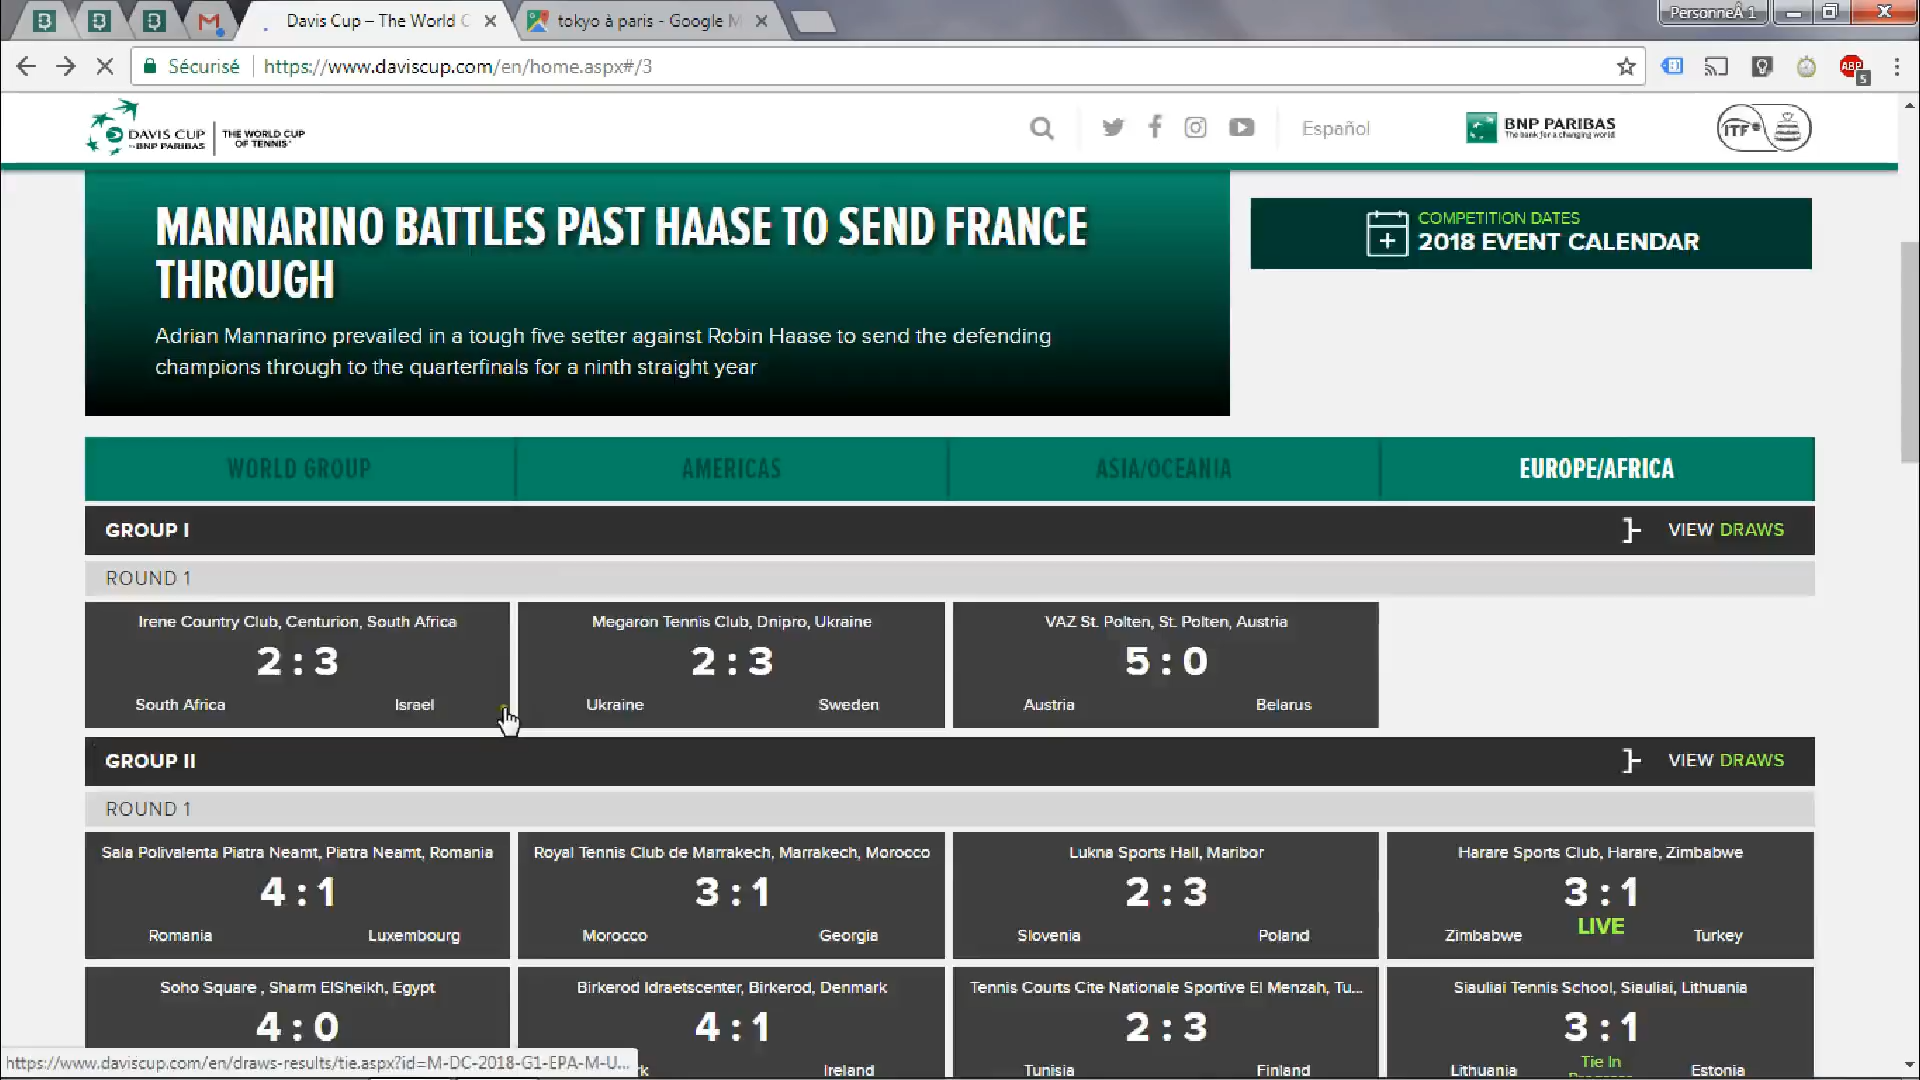 Davis Cup – The World C
tokyo à paris - Google M
PersonneÂ 1
Sécurisé
https://www.daviscup.com/en/home.aspx#/3
ABP
5
DAVIS CUP
BY BNP PARIBAS
THE WORLD CUP
OF TENNIS
Español
BNP PARIBAS
The bank for a changing world
ITF
MANNARINO BATTLES PAST HAASE TO SEND FRANCE
THROUGH
Adrian Mannarino prevailed in a tough five setter against Robin Haase to send the defending
champions through to the quarterfinals for a ninth straight year
COMPETITION DATES
2018 EVENT CALENDAR
WORLD GROUP
AMERICAS
ASIA/OCEANIA
EUROPE/AFRICA
GROUP I
VIEW DRAWS
ROUND 1
Irene Country Club, Centurion, South Africa
2 : 3
South Africa
Israel
Megaron Tennis Club, Dnipro, Ukraine
2 : 3
Ukraine
Sweden
VAZ St. Polten, St. Polten, Austria
5 : 0
Austria
Belarus
GROUP II
VIEW DRAWS
ROUND 1
Sala Polivalenta Piatra Neamt, Piatra Neamt, Romania
4 : 1
Romania
Luxembourg
Royal Tennis Club de Marrakech, Marrakech, Morocco
3 : 1
Morocco
Georgia
Lukna Sports Hall, Maribor
2 : 3
Slovenia
Poland
Harare Sports Club, Harare, Zimbabwe
3 : 1
LIVE
Zimbabwe
Turkey
Soho Square , Sharm ElSheikh, Egypt
4 : 0
Birkerod Idraetscenter, Birkerod, Denmark
4 : 1
rk
Ireland
Tennis Courts Cite Nationale Sportive El Menzah, Tu...
2 : 3
Tunisia
Finland
Siauliai Tennis School, Siauliai, Lithuania
3 : 1
Tie In
Lithuania
Estonia
https://www.daviscup.com/en/draws-results/tie.aspx?id=M-DC-2018-G1-EPA-M-U...